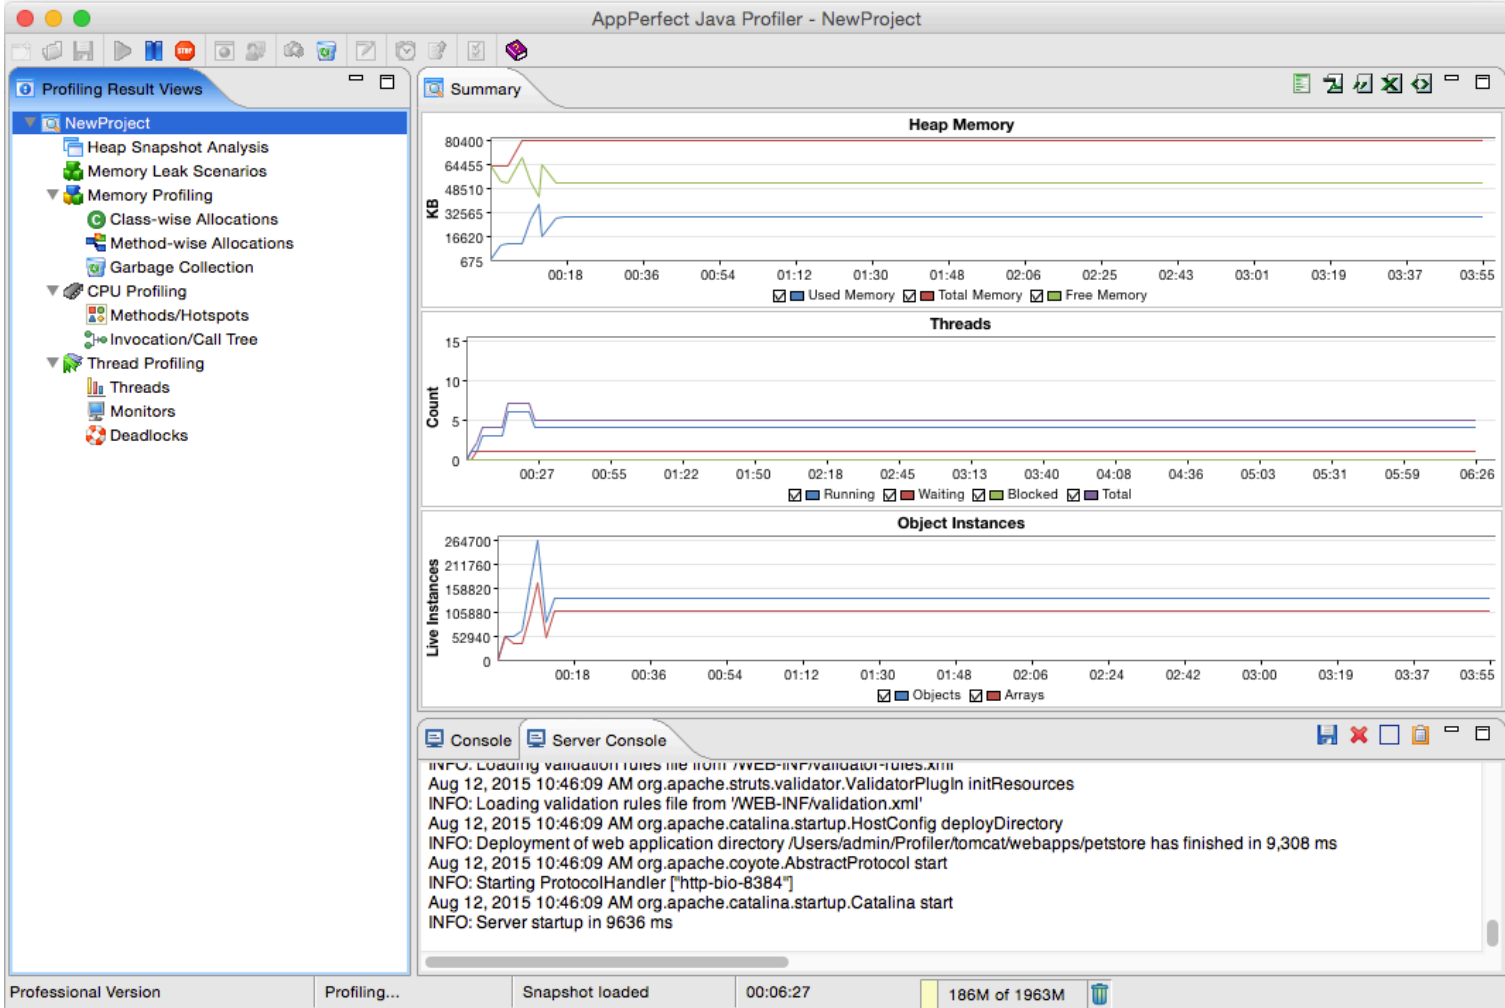 AppPerfect Java Profiler - NewProject
STOP
Profiling Result Views
NewProject
Heap Snapshot Analysis
Memory Leak Scenarios
Memory Profiling
Class-wise Allocations
Method-wise Allocations
Garbage Collection
CPU Profiling
Methods/Hotspots
Invocation/Call Tree
Thread Profiling
Threads
Monitors
Deadlocks
Summary
Heap Memory
KB
80400
64455
48510
32565
16620
675
00:18 00:36 00:54 01:12 01:30 01:48 02:06 02:25 02:43 03:01 03:19 03:37 03:55
Used Memory Total Memory Free Memory
Threads
Count
15
10
5
0
00:27 00:55 01:22 01:50 02:18 02:45 03:13 03:40 04:08 04:36 05:03 05:31 05:59 06:26
Running Waiting Blocked Total
Object Instances
Live Instances
264700
211760
158820
105880
52940
0
00:18 00:36 00:54 01:12 01:30 01:48 02:06 02:24 02:42 03:00 03:19 03:37 03:55
Objects Arrays
Console Server Console
INFO: Loading validation rules file from '/WEB-INF/validator-rules.xml'
Aug 12, 2015 10:46:09 AM org.apache.struts.validator.ValidatorPlugIn initResources
INFO: Loading validation rules file from '/WEB-INF/validation.xml'
Aug 12, 2015 10:46:09 AM org.apache.catalina.startup.HostConfig deployDirectory
INFO: Deployment of web application directory /Users/admin/Profiler/tomcat/webapps/petstore has finished in 9,308 ms
Aug 12, 2015 10:46:09 AM org.apache.coyote.AbstractProtocol start
INFO: Starting ProtocolHandler ["http-bio-8384"]
Aug 12, 2015 10:46:09 AM org.apache.catalina.startup.Catalina start
INFO: Server startup in 9636 ms
Professional Version Profiling... Snapshot loaded 00:06:27 186M of 1963M